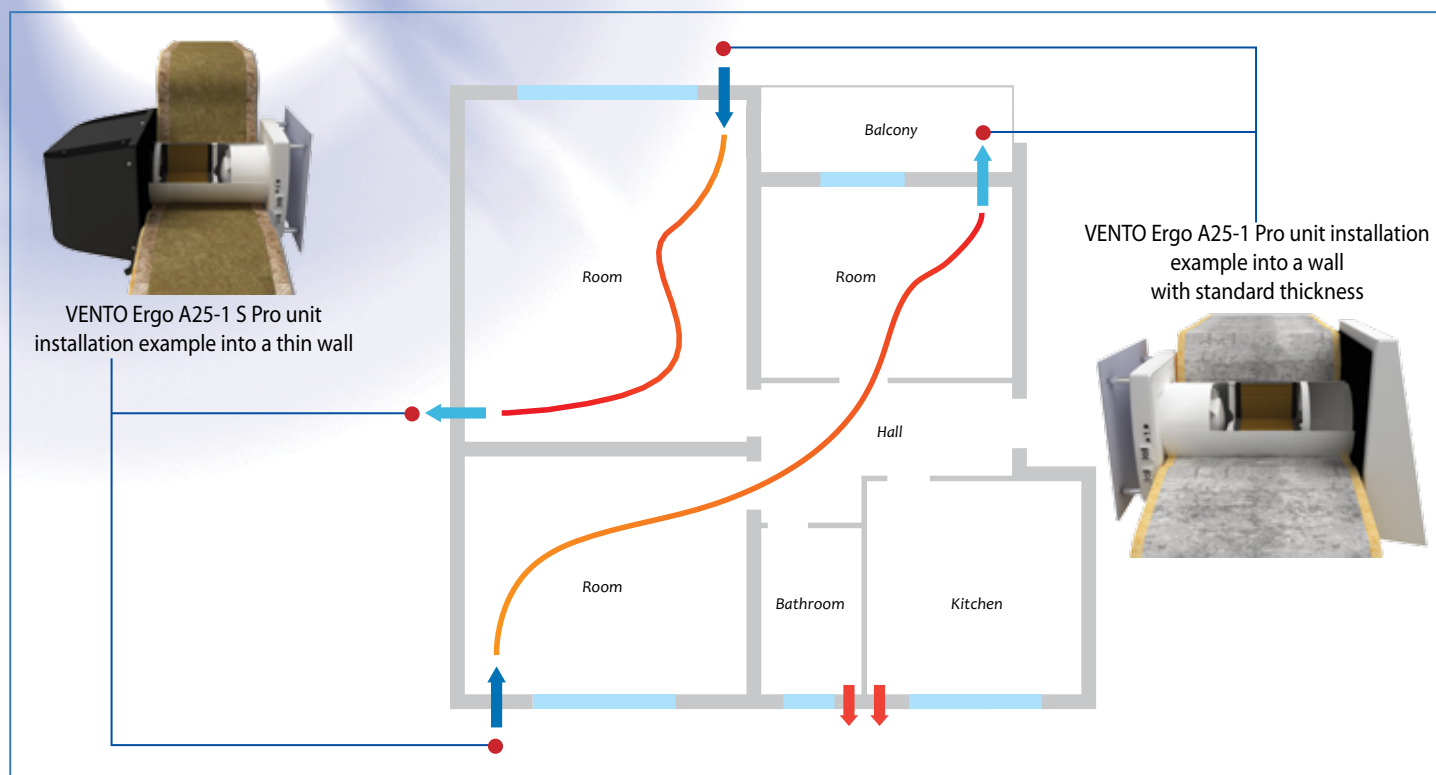 Balcony
VENTO Ergo A25-1 Pro unit installation
example into a wall
with standard thickness
Room
Room
VENTO Ergo A25-1 S Pro unit
installation example into a thin wall
Hall
Room
Bathroom
Kitchen